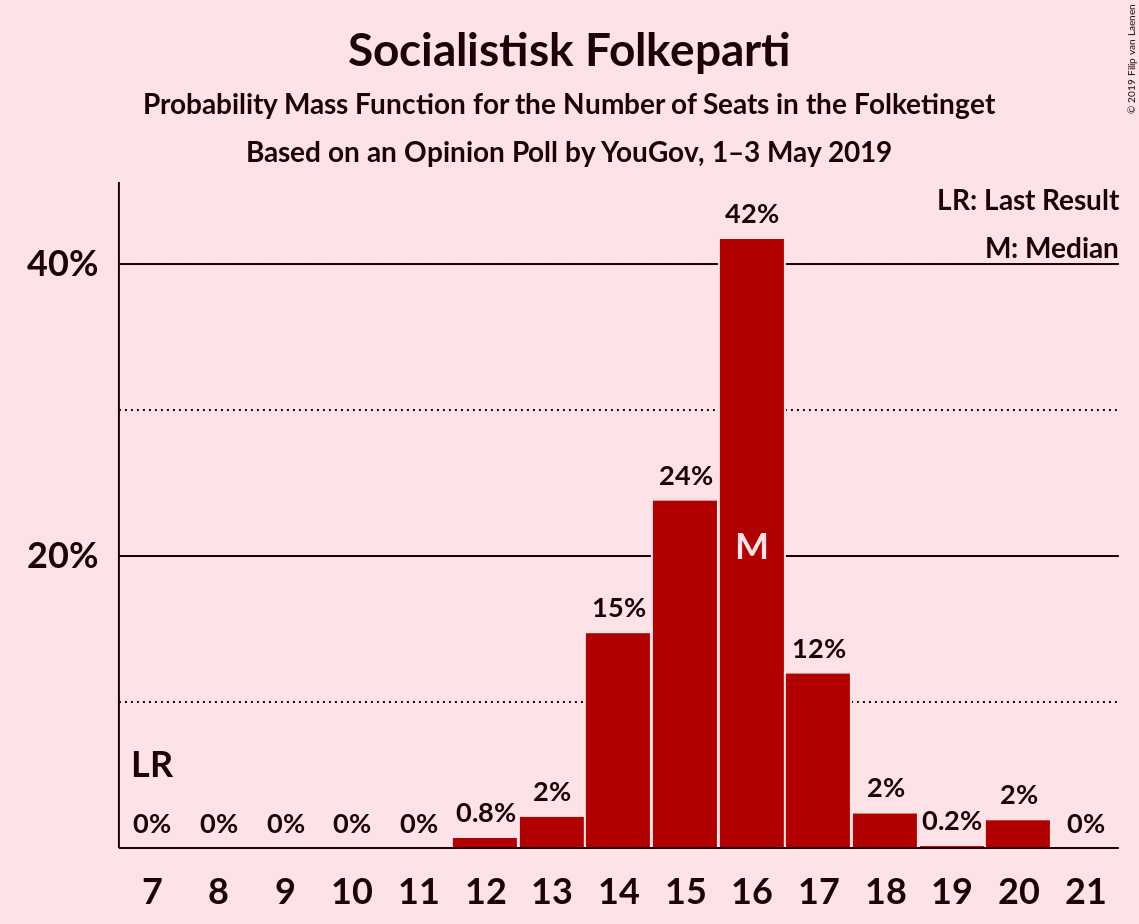 Socialistisk Folkeparti
Probability Mass Function for the Number of Seats in the Folketinget
Based on an Opinion Poll by YouGov, 1–3 May 2019
© 2019 Filip van Laenen
LR: Last Result
M: Median
40%
20%
42%
24%
M
15%
12%
LR
0%
0%
0%
0%
0%
0.8%
2%
2%
0.2%
2%
0%
7 8 9 10 11 12 13 14 15 16 17 18 19 20 21